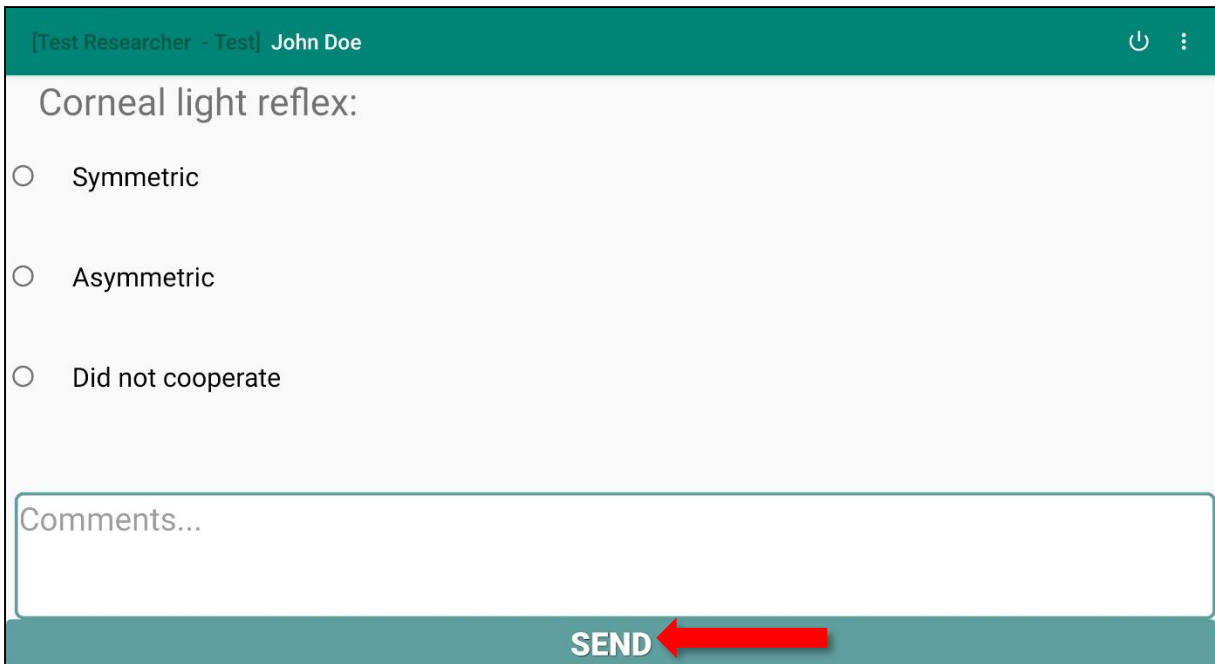 [Test Researcher - Test] John Doe
Corneal light reflex:
Symmetric
Asymmetric
Did not cooperate
Comments...
SEND